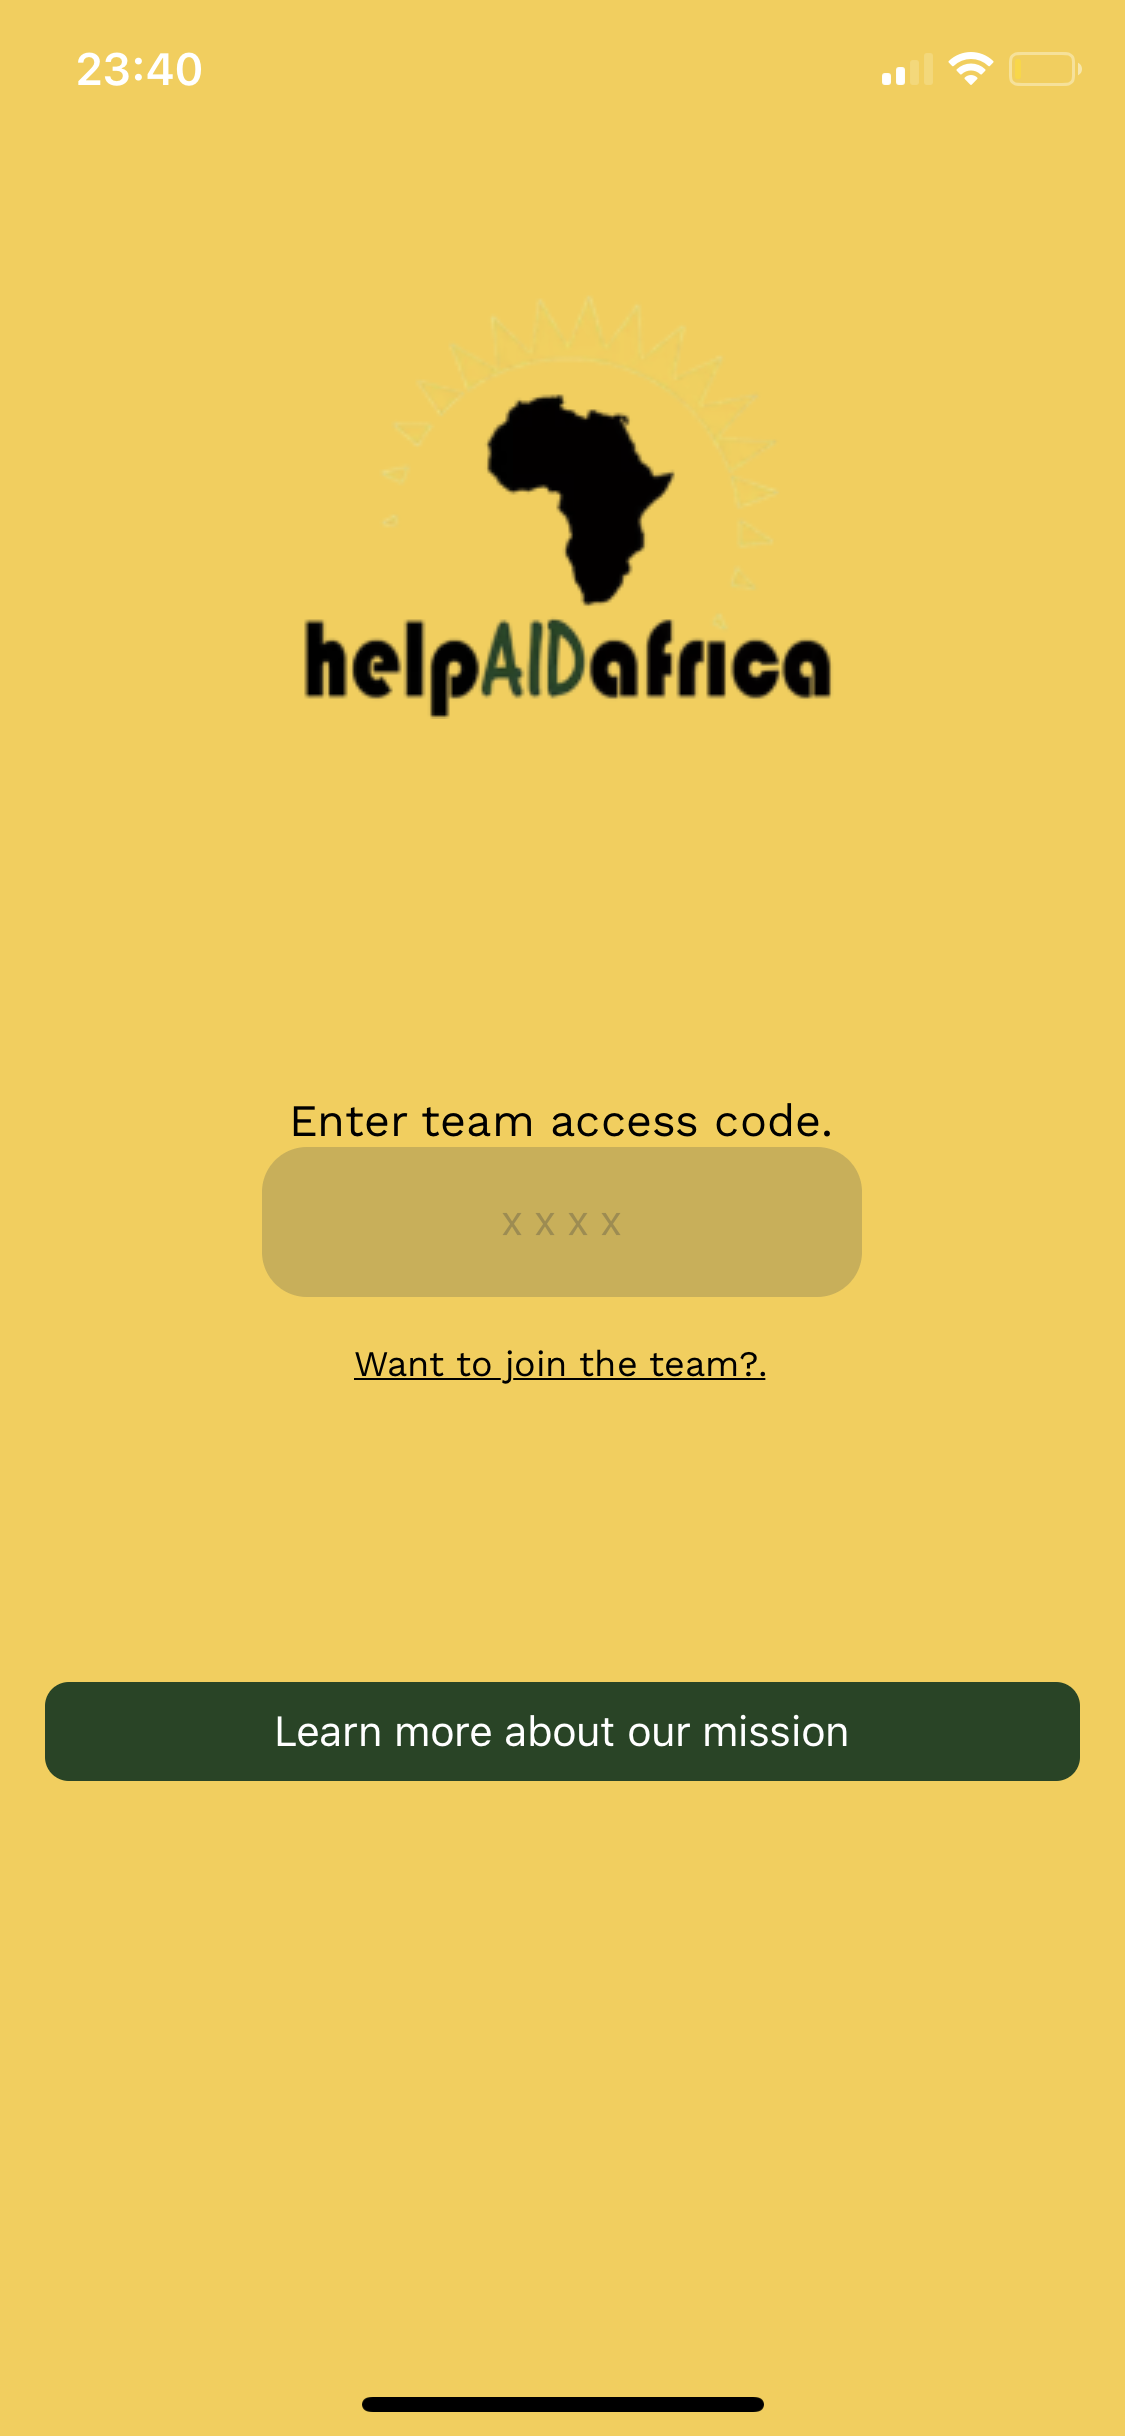 23:40
helpAIDafrica
Enter team access code.
x x x x
Want to join the team?.
Learn more about our mission